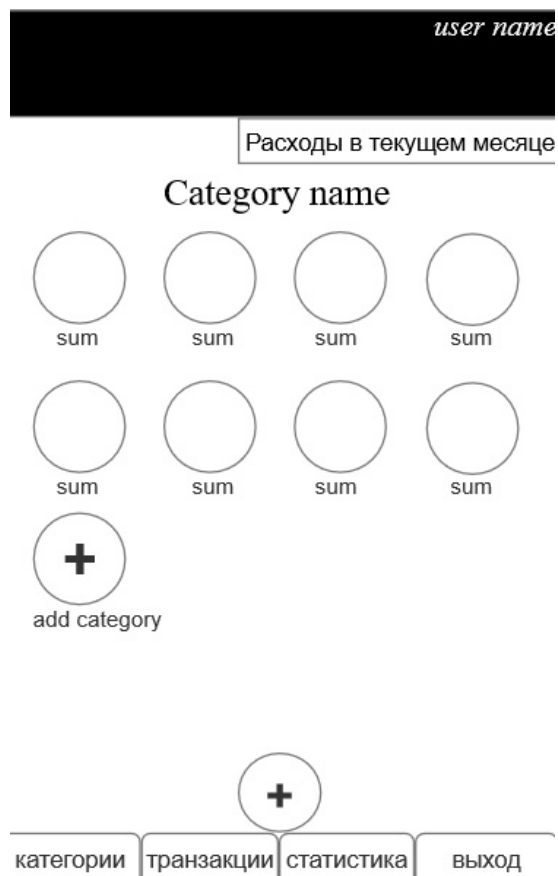 user name
Расходы в текущем месяце
Category name
sum sum sum sum
sum sum sum sum
+
add category
+
категории транзакции статистика выход